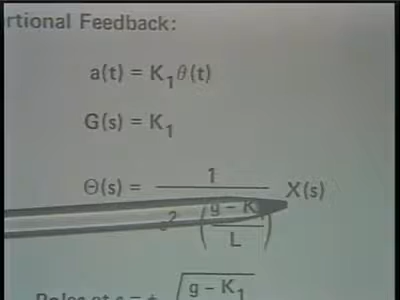 rtional Feedback:
a(t) = K₁θ(t)
G(s) = K₁
Θ(s) = 1 X(s)
g – K
L
Poles at s = ± √ g – K₁